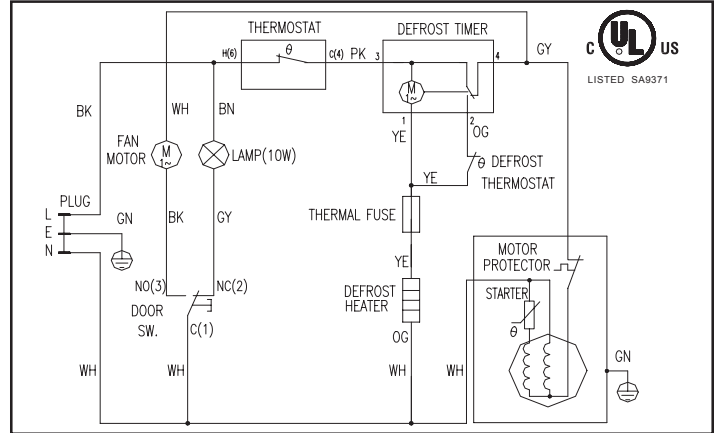 THERMOSTAT
DEFROST TIMER
C UL US
LISTED SA9371
H(6)
θ
C(4) PK
3
4
GY
M
1~
1
2
BK
WH
BN
YE
OG
FAN
MOTOR
M
1~
LAMP(10W)
θ DEFROST
THERMOSTAT
YE
PLUG
L
E
N
GN
BK
GY
THERMAL FUSE
YE
MOTOR
PROTECTOR
NO(3)
NC(2)
DOOR
SW.
C(1)
DEFROST
HEATER
STARTER
θ
OG
GN
WH
WH
WH
WH